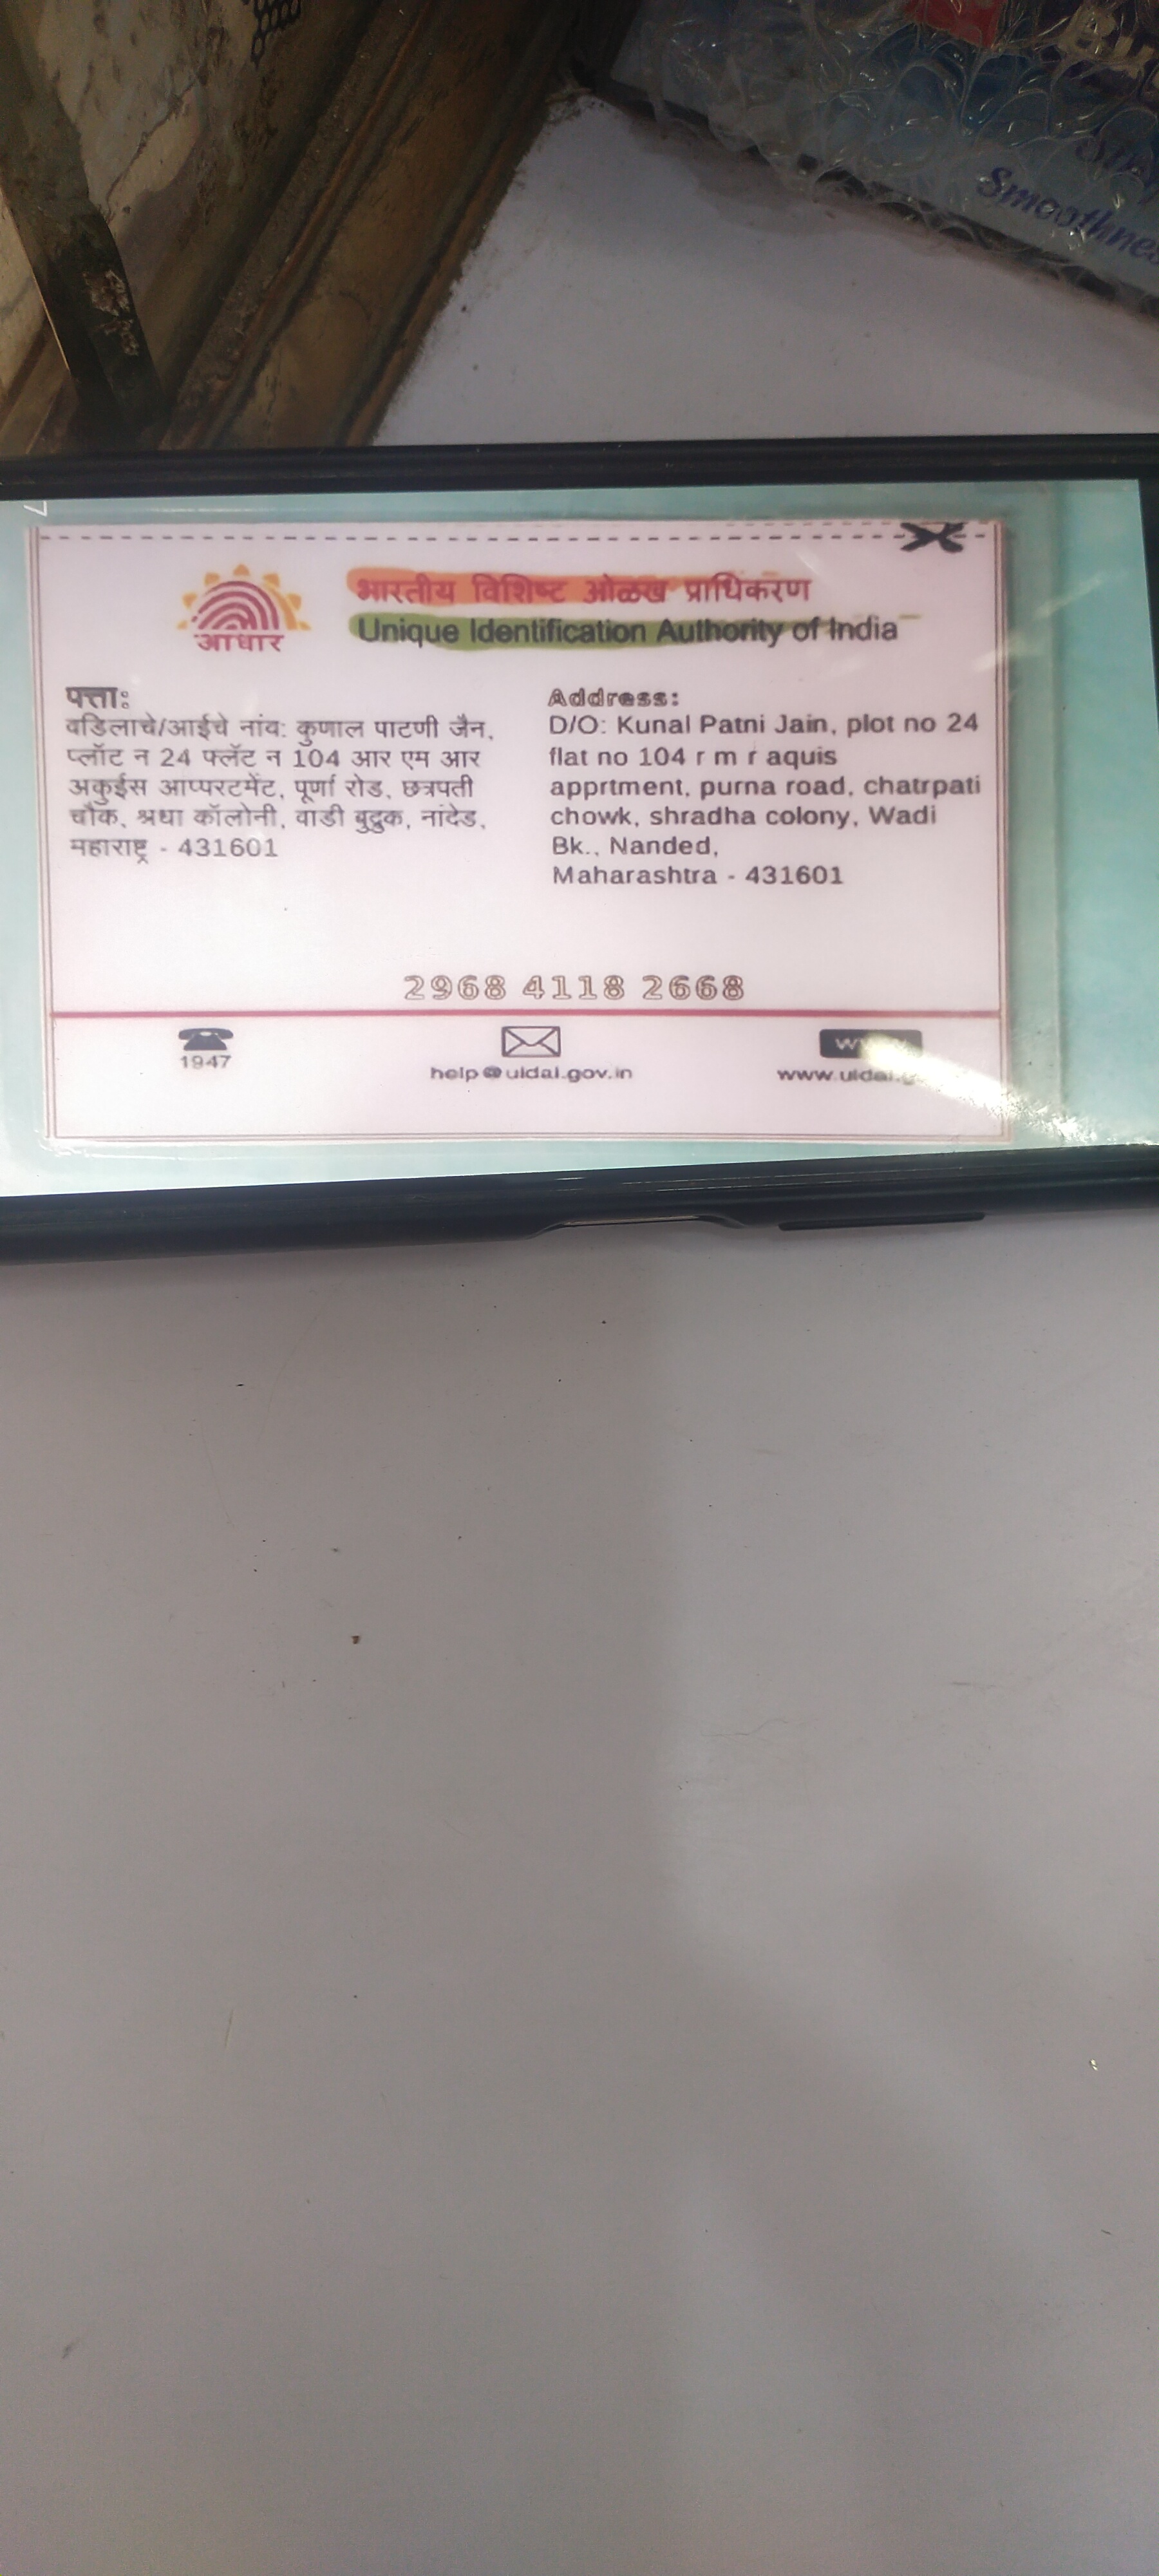 Smoothne
आधार
भारतीय विशिष्ट ओळख प्राधिकरण
Unique Identification Authority of India
पत्ता:
वडिलाचे/आईचे नांव: कुणाल पाटणी जैन,
प्लॉट न 24 फ्लॅट न 104 आर एम आर
अकुईस आप्परटमेंट, पूर्णा रोड, छत्रपती
चौक, श्रधा कॉलोनी, वाडी बुद्रुक, नांदेड,
महाराष्ट्र - 431601
Address:
D/O: Kunal Patni Jain, plot no 24
flat no 104 r m r aquis
apprtment, purna road, chatrpati
chowk, shradha colony, Wadi
Bk., Nanded,
Maharashtra - 431601
2968 4118 2668
1947
help@uidai.gov.in
www.uidai.g